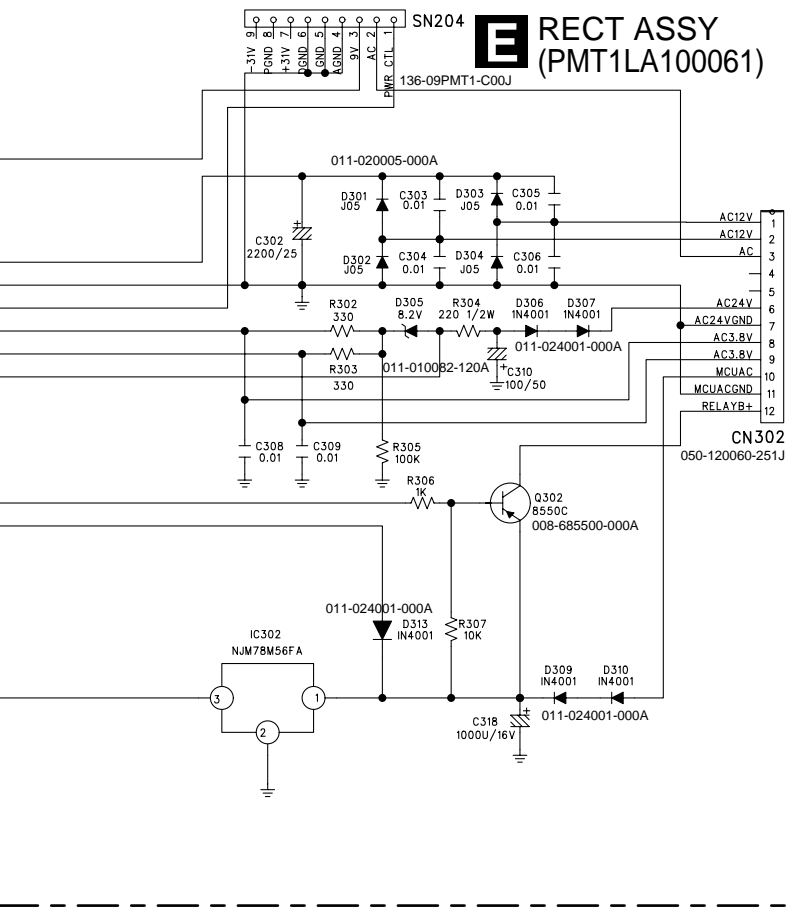 SN204
E RECT ASSY
(PMT1LA100061)
-31V 9
PGND 8
+31V 7
DGND 6
GND 5
AGND 4
9V 3
AC 2
PWR CTL 1
136-09PMT1-C00J
011-020005-000A
D301
J05
C303
0.01
D303
J05
C305
0.01
C302
2200/25
+
D302
J05
C304
0.01
D304
J05
C306
0.01
AC12V 1
AC12V 2
AC 3
4
5
AC24V 6
AC24VGND 7
AC3.8V 8
AC3.8V 9
MCUAC 10
MCUACGND 11
RELAYB+ 12
CN302
050-120060-251J
R302
330
D305
8.2V
R304
220 1/2W
D306
1N4001
D307
1N4001
011-024001-000A
R303
330
011-010082-120A
+
C310
100/50
C308
0.01
C309
0.01
R305
100K
R306
1K
Q302
8550C
008-685500-000A
011-024001-000A
D313
IN4001
R307
10K
IC302
NJM78M56FA
3
1
2
D309
IN4001
D310
IN4001
011-024001-000A
C318
1000U/16V
+